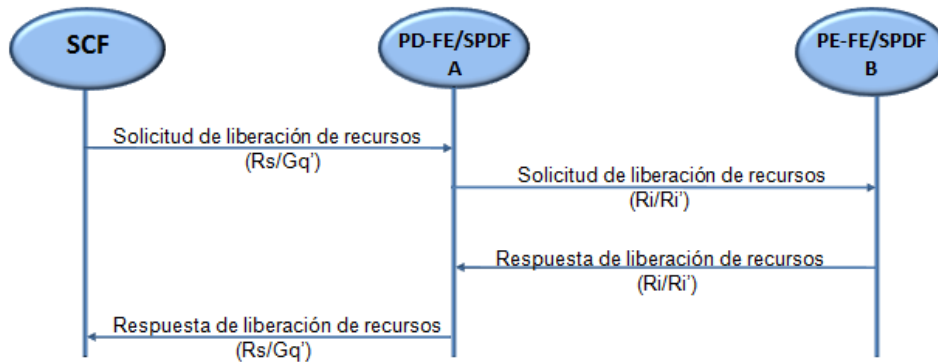 SCF
PD-FE/SPDF
A
PE-FE/SPDF
B
Solicitud de liberación de recursos
(Rs/Gq’)
Solicitud de liberación de recursos
(Ri/Ri’)
Respuesta de liberación de recursos
(Ri/Ri’)
Respuesta de liberación de recursos
(Rs/Gq’)